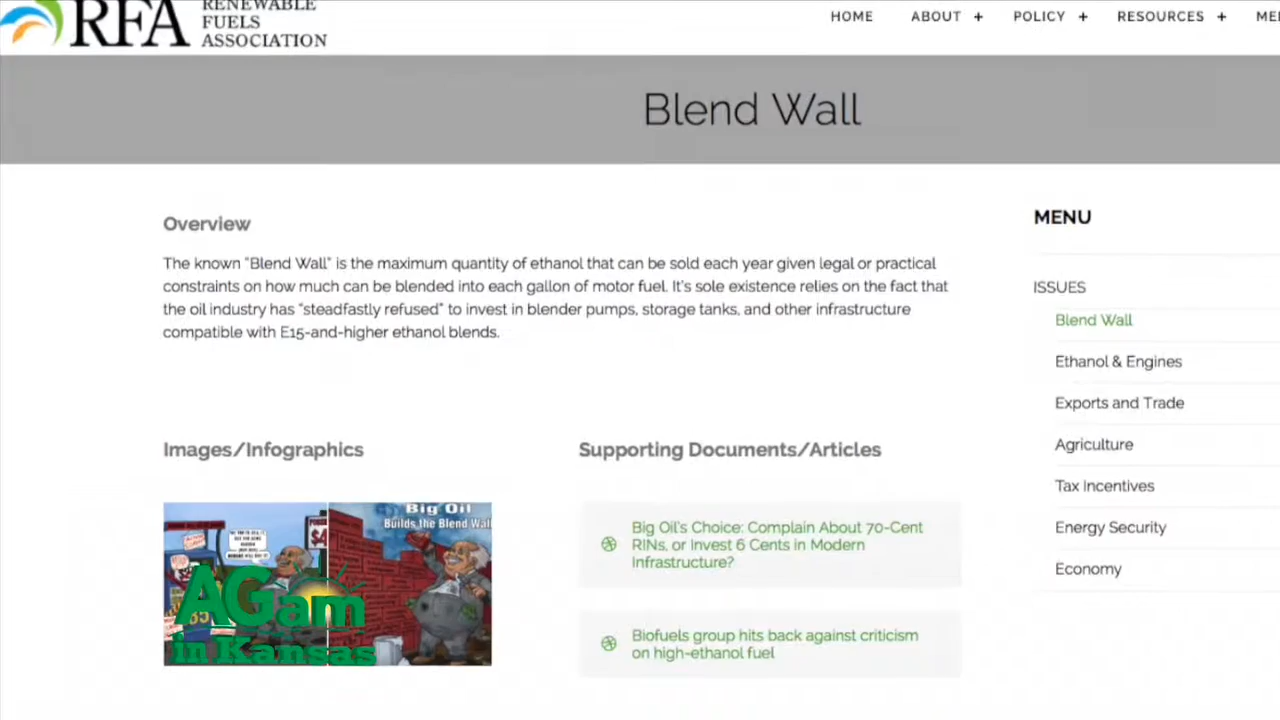 RFA
RENEWABLE
FUELS
ASSOCIATION
HOME ABOUT + POLICY + RESOURCES +
Blend Wall
Overview
The known “Blend Wall” is the maximum quantity of ethanol that can be sold each year given legal or practical
constraints on how much can be blended into each gallon of motor fuel. It’s sole existence relies on the fact that
the oil industry has “steadfastly refused” to invest in blender pumps, storage tanks, and other infrastructure
compatible with E15-and-higher ethanol blends.
MENU
ISSUES
Blend Wall
Ethanol & Engines
Exports and Trade
Agriculture
Tax Incentives
Energy Security
Economy
Images/Infographics
Big Oil
Builds the Blend Wall
AGam
in Kansas
Supporting Documents/Articles
Big Oil’s Choice: Complain About 70-Cent
RINs, or Invest 6 Cents in Modern
Infrastructure?
Biofuels group hits back against criticism
on high-ethanol fuel